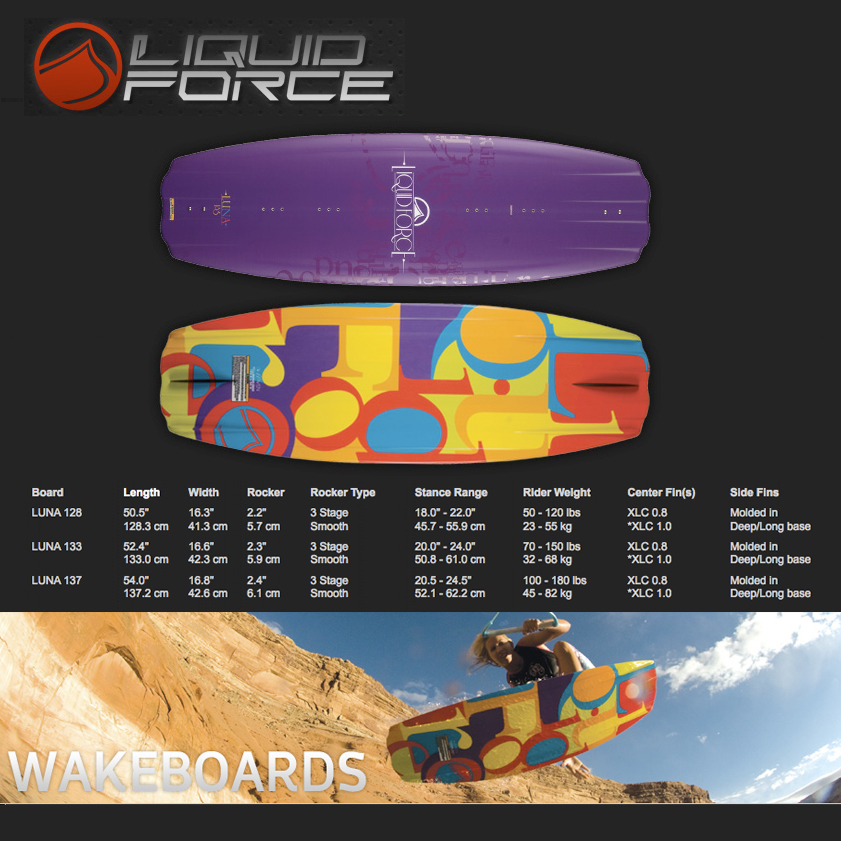 LIQUID
FORCE
LIQUID FORCE
LUNA
Board Length Width Rocker Rocker Type Stance Range Rider Weight Center Fin(s) Side Fins
LUNA 128 50.5" 16.3" 2.2" 3 Stage 18.0" - 22.0" 50 - 120 lbs XLC 0.8 Molded in
128.3 cm 41.3 cm 5.7 cm Smooth 45.7 - 55.9 cm 23 - 55 kg *XLC 1.0 Deep/Long base
LUNA 133 52.4" 16.6" 2.3" 3 Stage 20.0" - 24.0" 70 - 150 lbs XLC 0.8 Molded in
133.0 cm 42.3 cm 5.9 cm Smooth 50.8 - 61.0 cm 32 - 68 kg *XLC 1.0 Deep/Long base
LUNA 137 54.0" 16.8" 2.4" 3 Stage 20.5 - 24.5" 100 - 180 lbs XLC 0.8 Molded in
137.2 cm 42.6 cm 6.1 cm Smooth 52.1 - 62.2 cm 45 - 82 kg *XLC 1.0 Deep/Long base
WAKEBOARDS